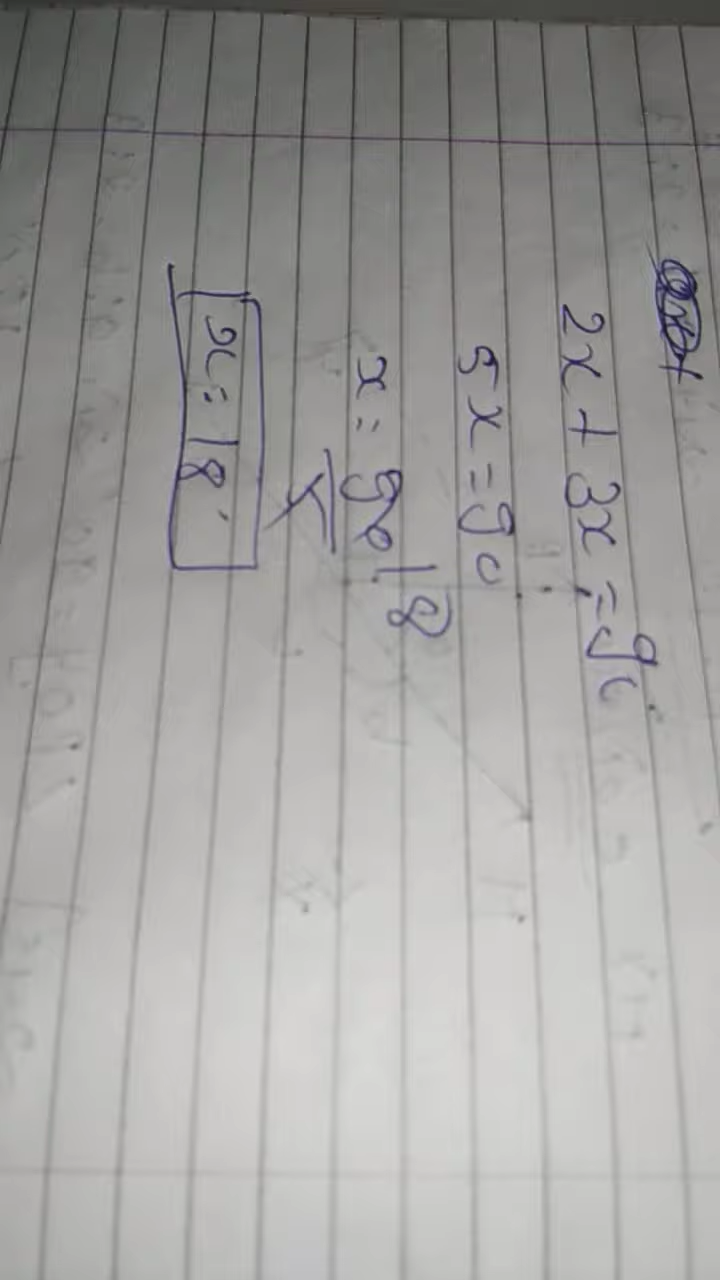 2x + 3x = 90
5x = 90
x = 90 18
5
x = 18